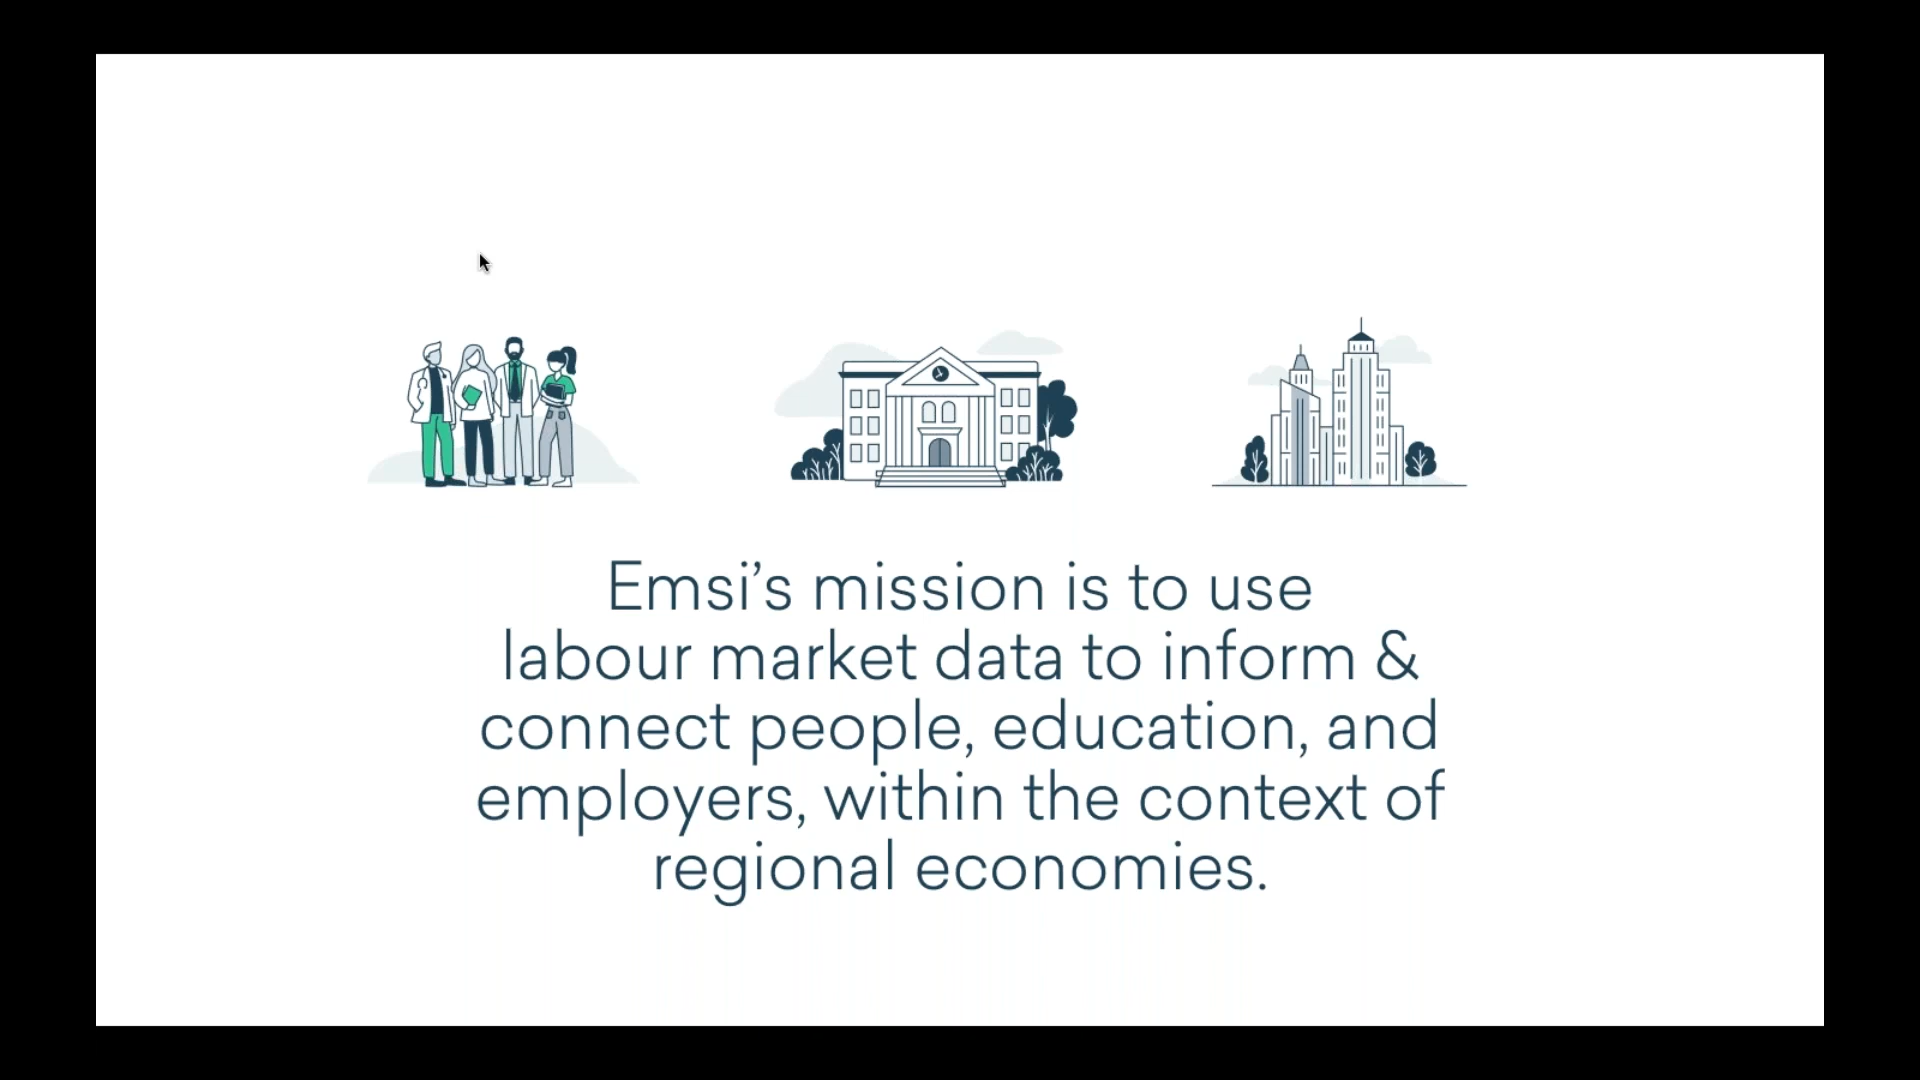 Emsi’s mission is to use
labour market data to inform &
connect people, education, and
employers, within the context of
regional economies.